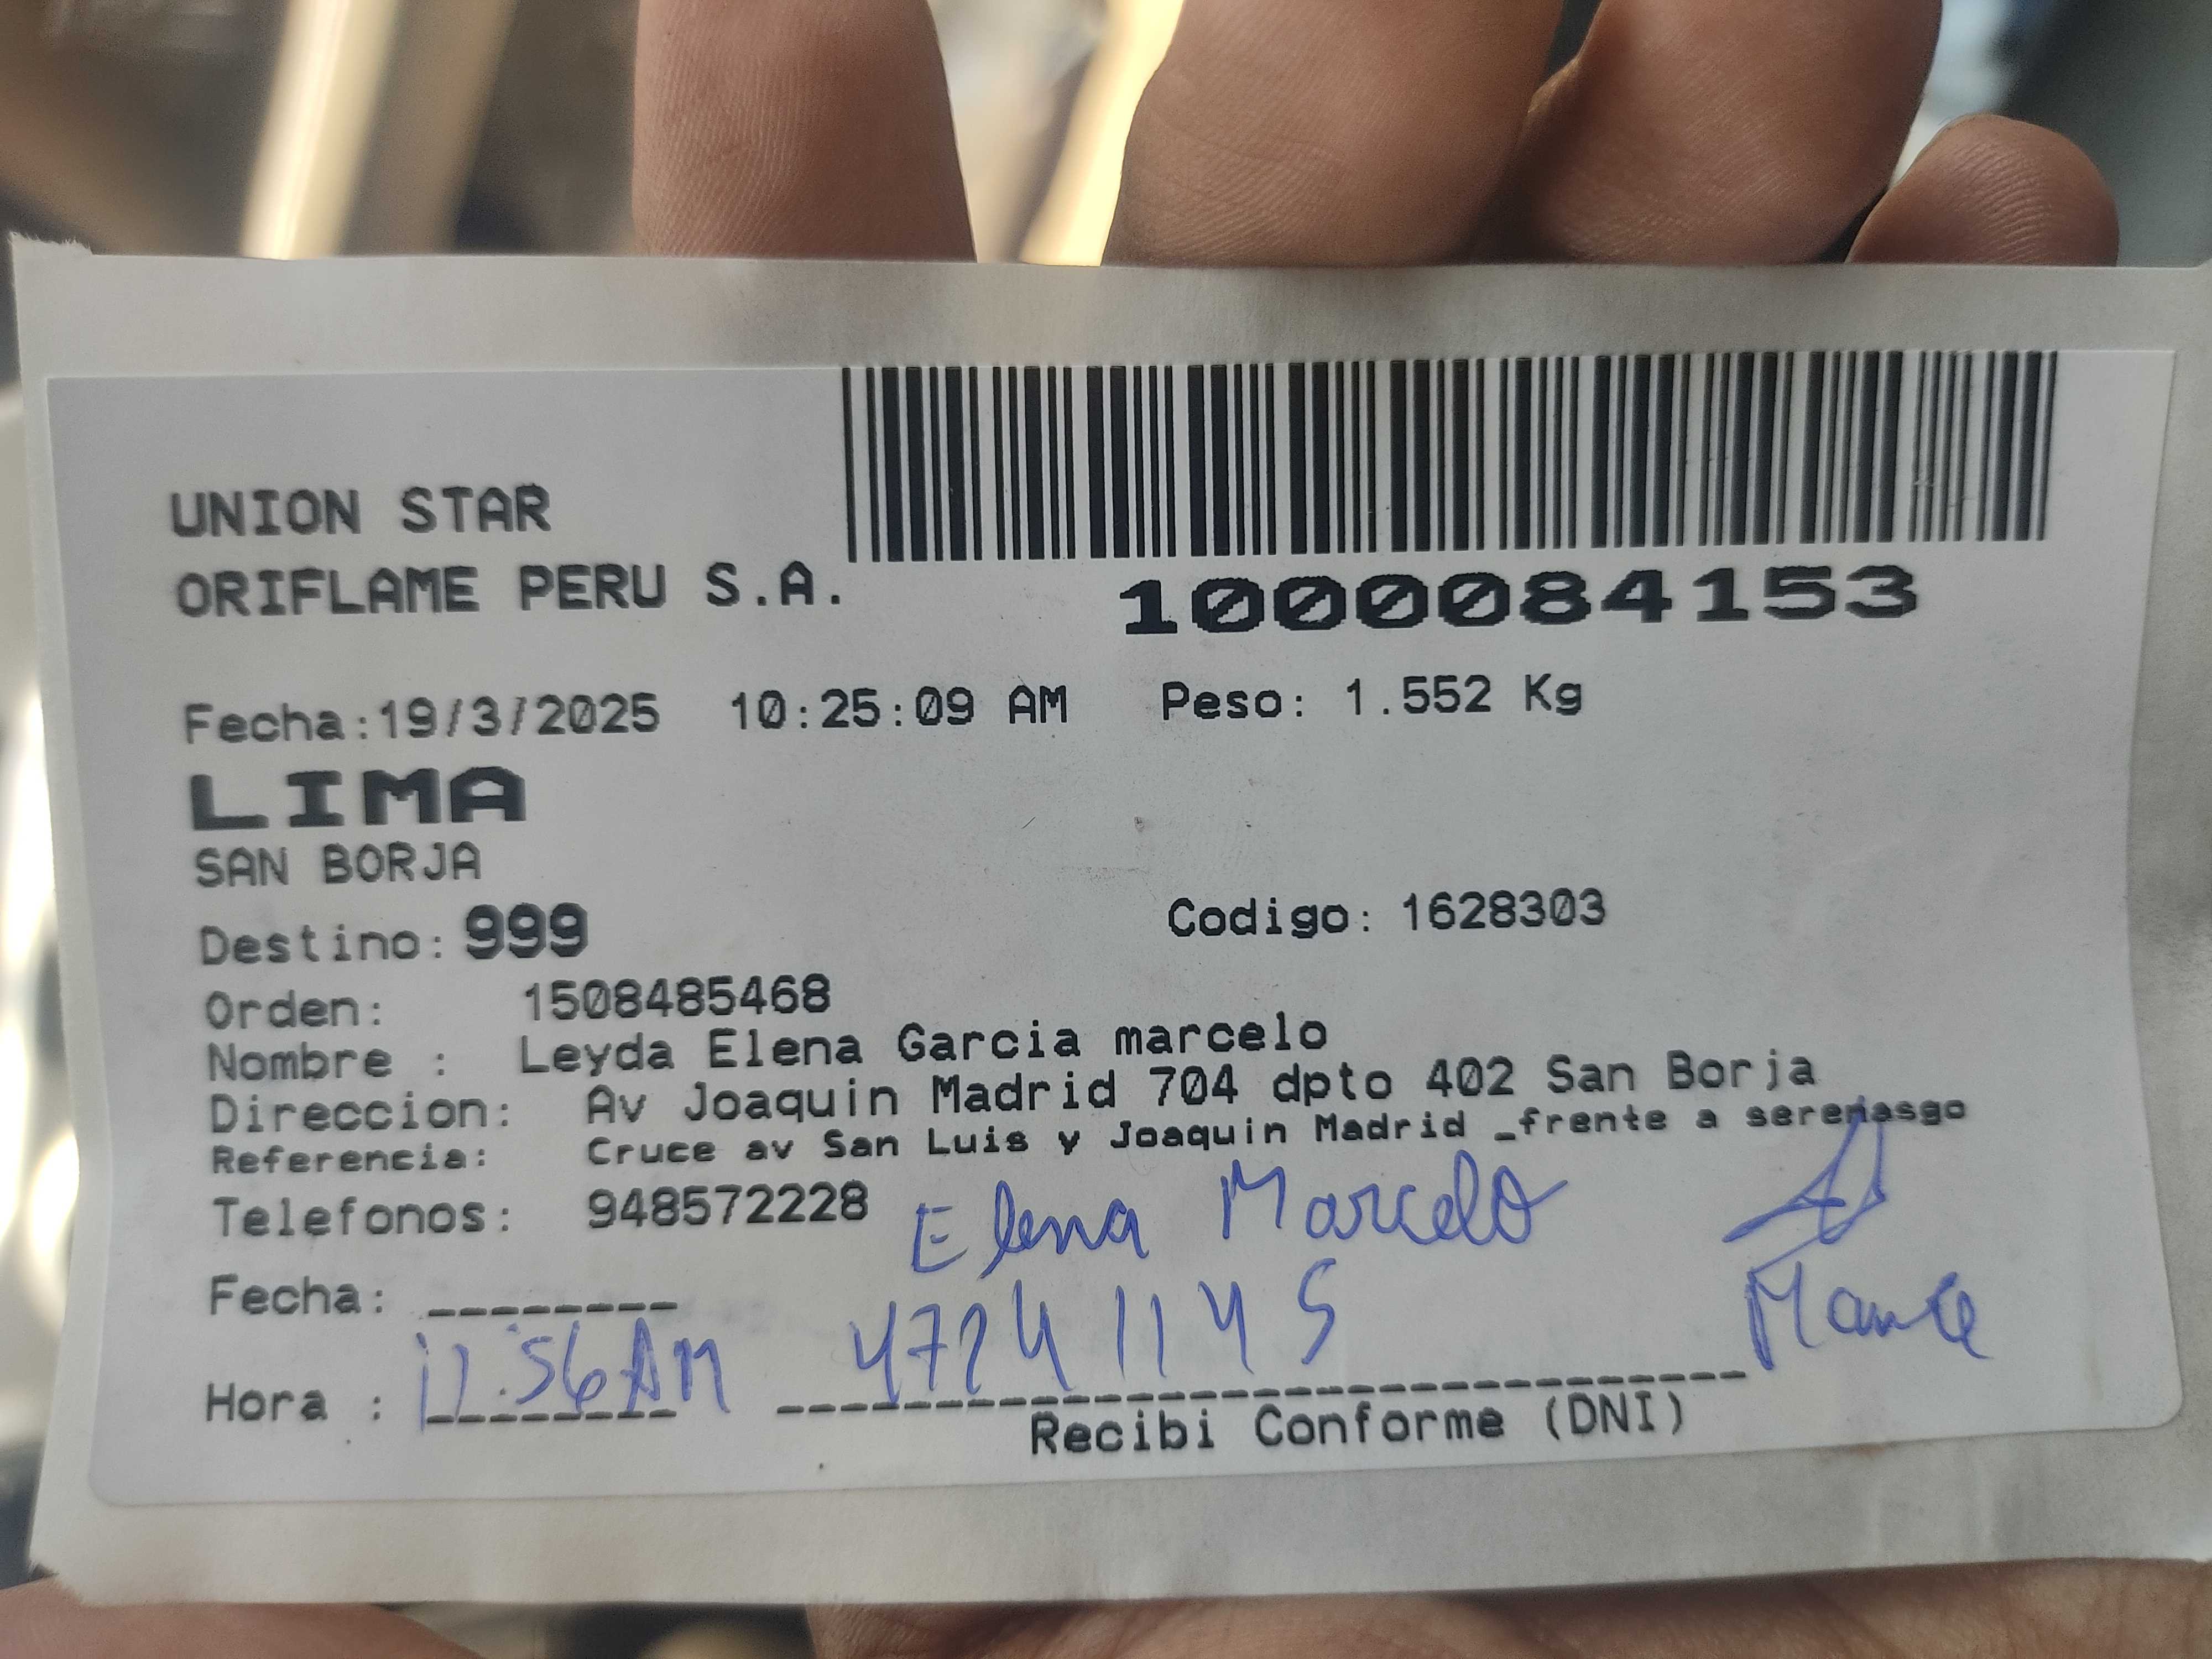 UNION STAR
ORIFLAME PERU S.A.
1000084153
Fecha:19/3/2025 10:25:09 AM Peso: 1.552 Kg
LIMA
SAN BORJA
Destino: 999 Codigo: 1628303
Orden: 1508485468
Nombre : Leyda Elena Garcia marcelo
Direccion: Av Joaquin Madrid 704 dpto 402 San Borja
Referencia: Cruce av San Luis y Joaquin Madrid _frente a serenasgo
Telefonos: 948572228 Elena Marcelo
Fecha: ________
Hora : 11:56 AM 47241145
Recibi Conforme (DNI)